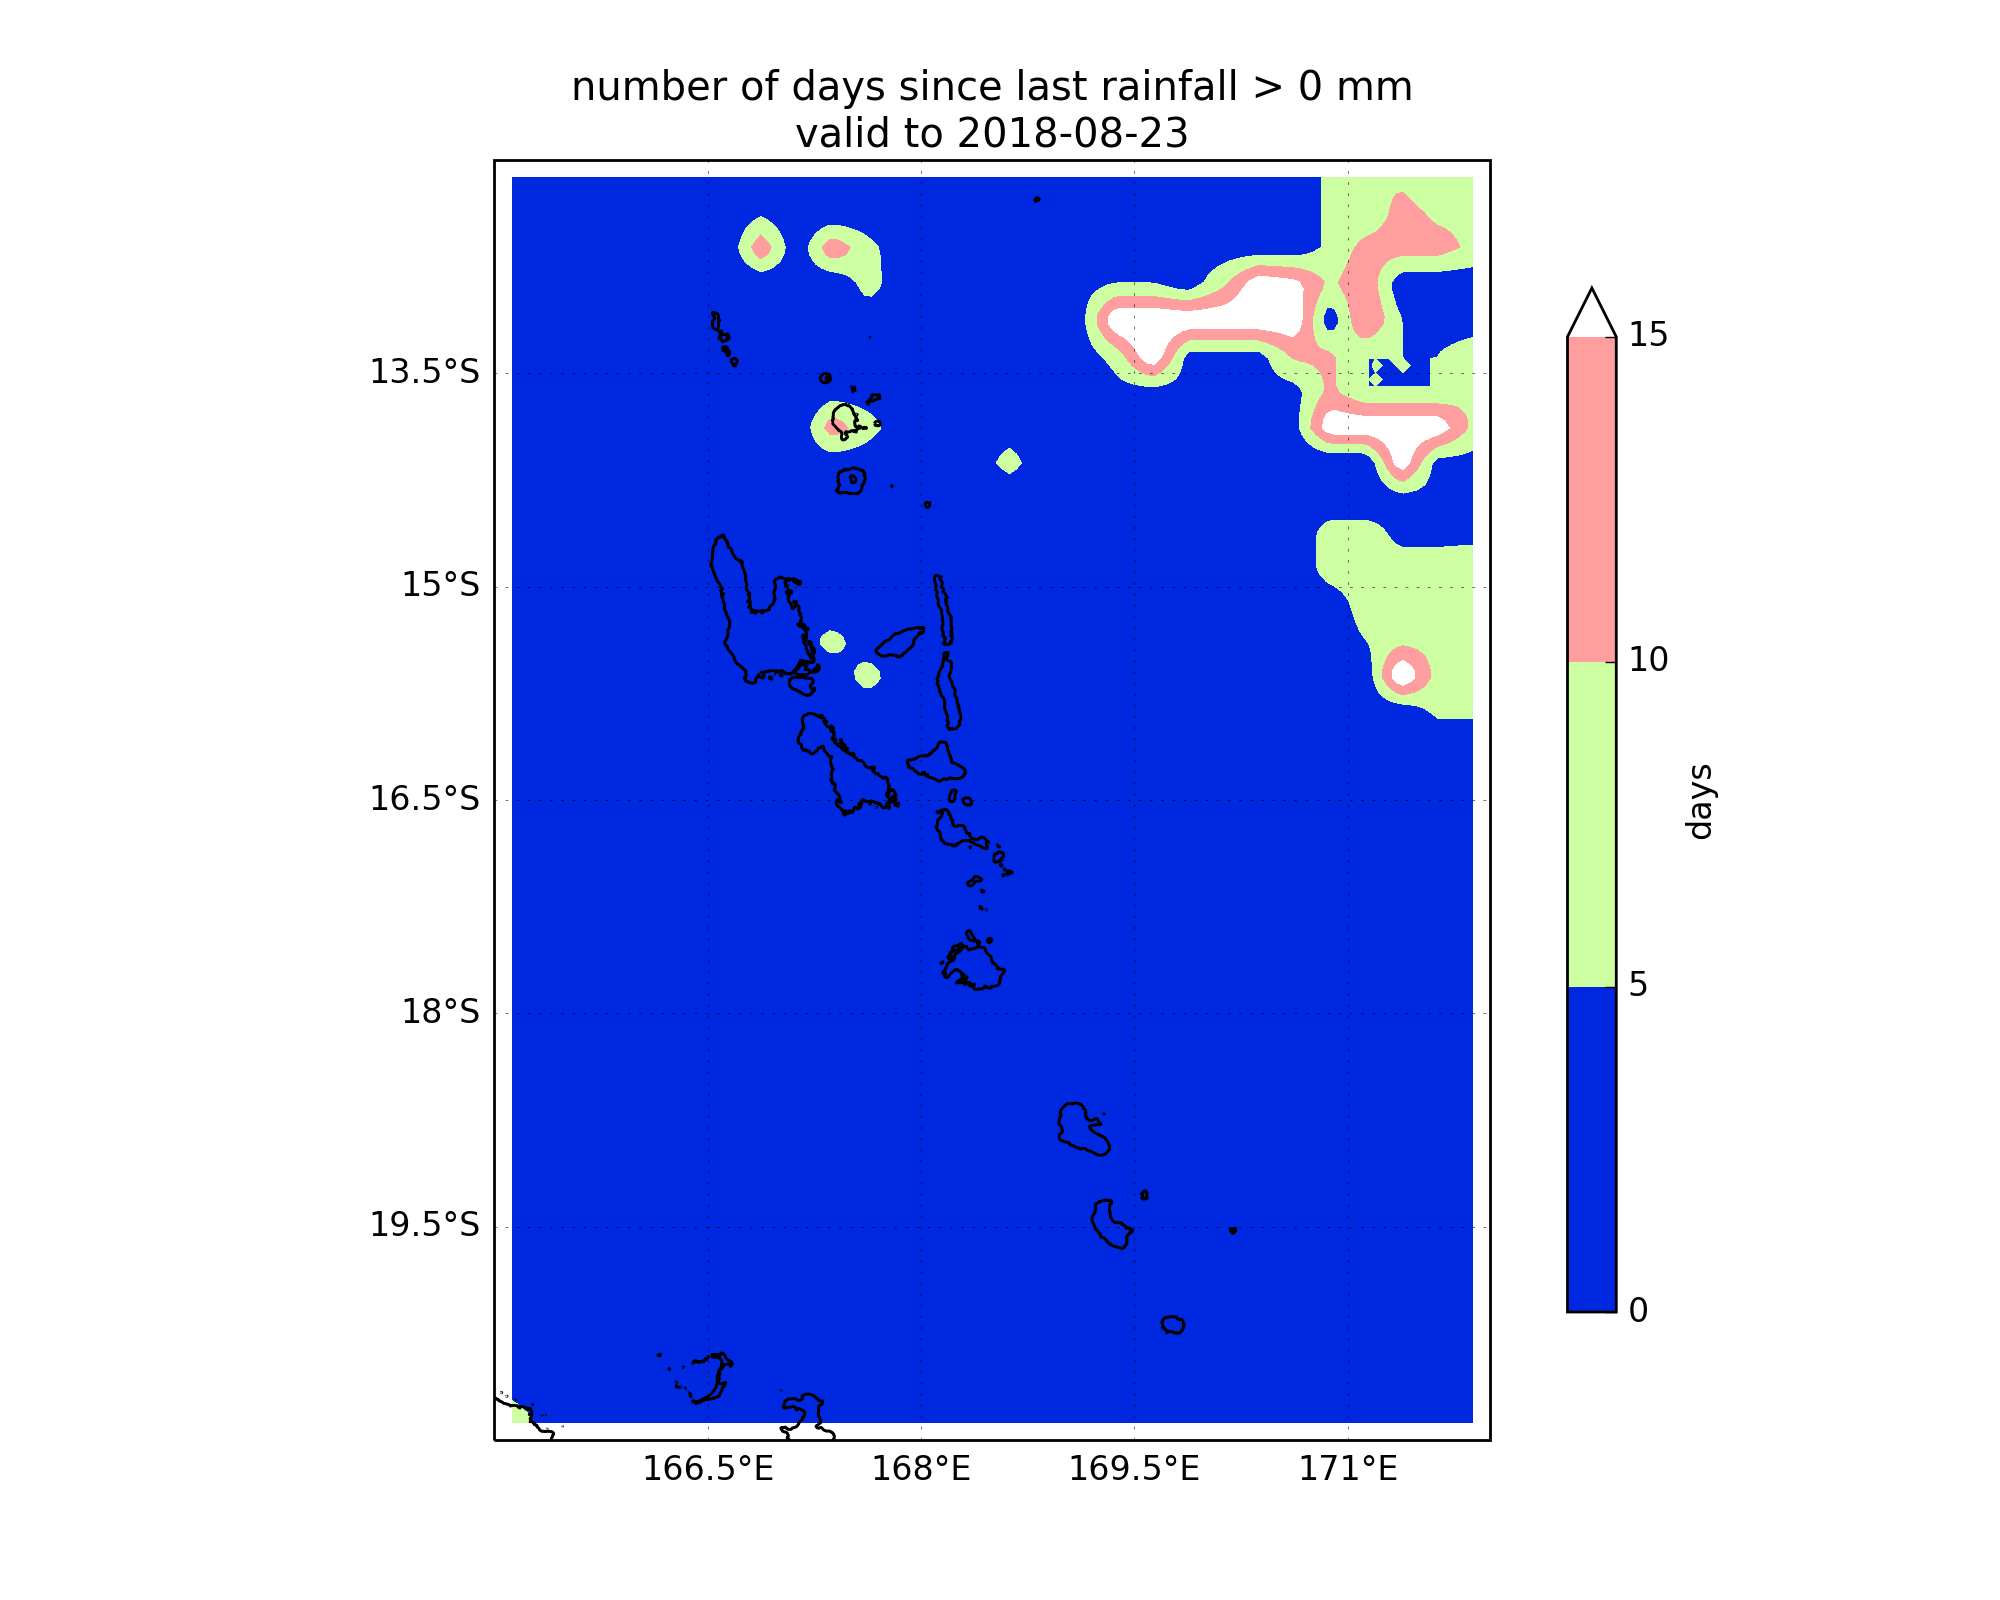 number of days since last rainfall > 0 mm
valid to 2018-08-23
13.5°S
15°S
16.5°S
18°S
19.5°S
166.5°E
168°E
169.5°E
171°E
15
10
5
0
days